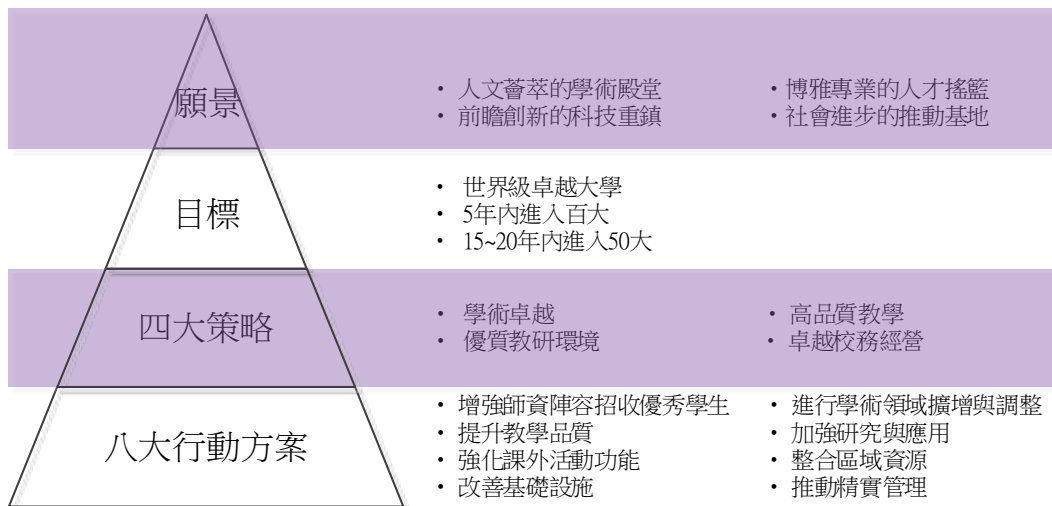 願景
• 人文薈萃的學術殿堂
• 前瞻創新的科技重鎮
•博雅專業的人才搖籃
•社會進步的推動基地
目標
• 世界級卓越大學
• 5年內進入百大
• 15~20年內進入50大
四大策略
• 學術卓越
• 優質教研環境
• 高品質教學
• 卓越校務經營
八大行動方案
• 增強師資陣容招收優秀學生
• 提升教學品質
• 強化課外活動功能
• 改善基礎設施
• 進行學術領域擴增與調整
• 加強研究與應用
• 整合區域資源
• 推動精實管理